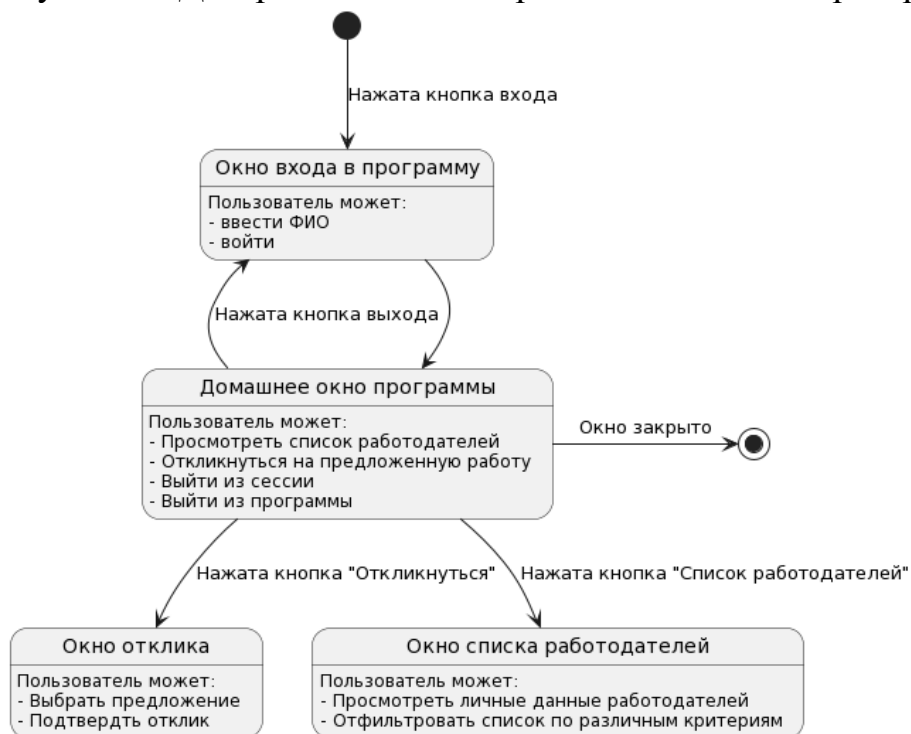 Нажата кнопка входа
Окно входа в программу
Пользователь может:
- ввести ФИО
- войти
Нажата кнопка выхода
Домашнее окно программы
Пользователь может:
- Просмотреть список работодателей
- Откликнуться на предложенную работу
- Выйти из сессии
- Выйти из программы
Окно закрыто
Нажата кнопка "Откликнуться"
Нажата кнопка "Список работодателей"
Окно отклика
Пользователь может:
- Выбрать предложение
- Подтвердть отклик
Окно списка работодателей
Пользователь может:
- Просмотреть личные данные работодателей
- Отфильтровать список по различным критериям